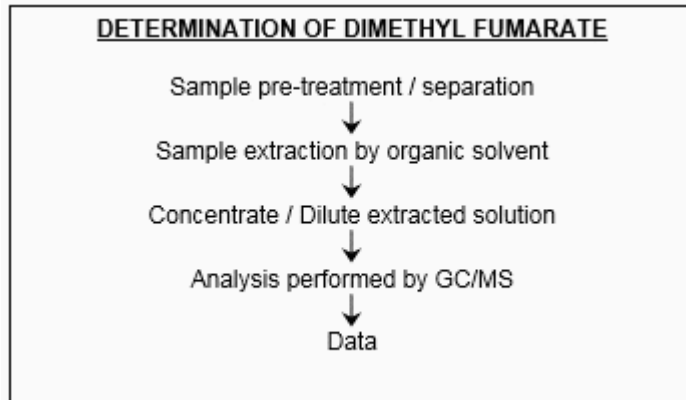 DETERMINATION OF DIMETHYL FUMARATE
Sample pre-treatment / separation
Sample extraction by organic solvent
Concentrate / Dilute extracted solution
Analysis performed by GC/MS
Data